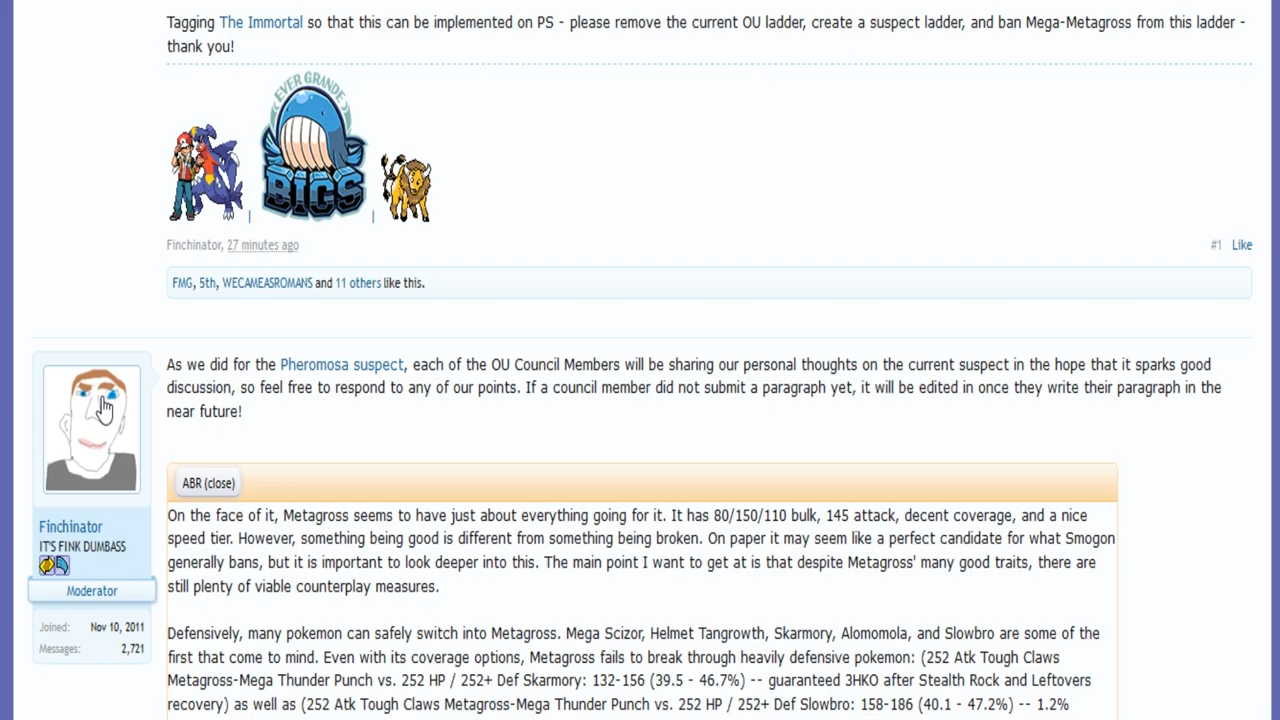 Tagging The Immortal so that this can be implemented on PS - please remove the current OU ladder, create a suspect ladder, and ban Mega-Metagross from this ladder -
thank you!
EVER GRANDE
BIGS
Finchinator, 27 minutes ago
#1 Like
FMG, 5th, WECAMEASROMANS and 11 others like this.
As we did for the Pheromosa suspect, each of the OU Council Members will be sharing our personal thoughts on the current suspect in the hope that it sparks good
discussion, so feel free to respond to any of our points. If a council member did not submit a paragraph yet, it will be edited in once they write their paragraph in the
near future!
Finchinator
IT'S FINK DUMBASS
Moderator
Joined: Nov 10, 2011
Messages: 2,721
ABR (close)
On the face of it, Metagross seems to have just about everything going for it. It has 80/150/110 bulk, 145 attack, decent coverage, and a nice
speed tier. However, something being good is different from something being broken. On paper it may seem like a perfect candidate for what Smogon
generally bans, but it is important to look deeper into this. The main point I want to get at is that despite Metagross' many good traits, there are
still plenty of viable counterplay measures.
Defensively, many pokemon can safely switch into Metagross. Mega Scizor, Helmet Tangrowth, Skarmory, Alomomola, and Slowbro are some of the
first that come to mind. Even with its coverage options, Metagross fails to break through heavily defensive pokemon: (252 Atk Tough Claws
Metagross-Mega Thunder Punch vs. 252 HP / 252+ Def Skarmory: 132-156 (39.5 - 46.7%) -- guaranteed 3HKO after Stealth Rock and Leftovers
recovery) as well as (252 Atk Tough Claws Metagross-Mega Thunder Punch vs. 252 HP / 252+ Def Slowbro: 158-186 (40.1 - 47.2%) -- 1.2%